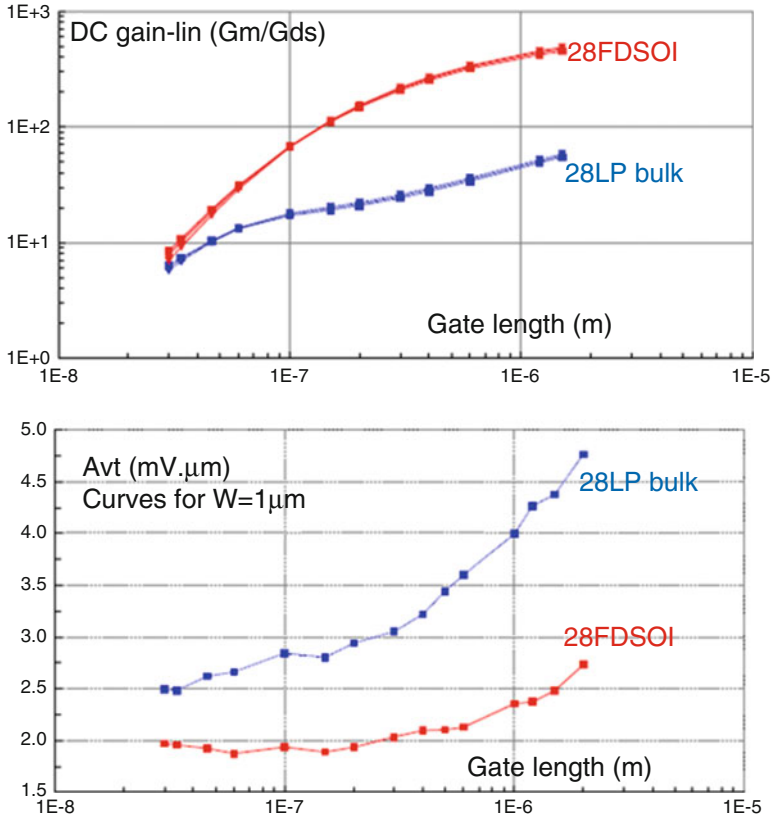 1E+3
DC gain-lin (Gm/Gds)
28FDSOI
1E+2
28LP bulk
1E+1
Gate length (m)
1E+0
1E-8 1E-7 1E-6 1E-5
5.0
Avt (mV.μm)
Curves for W=1μm
28LP bulk
4.5
4.0
3.5
3.0
28FDSOI
2.5
2.0
Gate length (m)
1.5
1E-8 1E-7 1E-6 1E-5